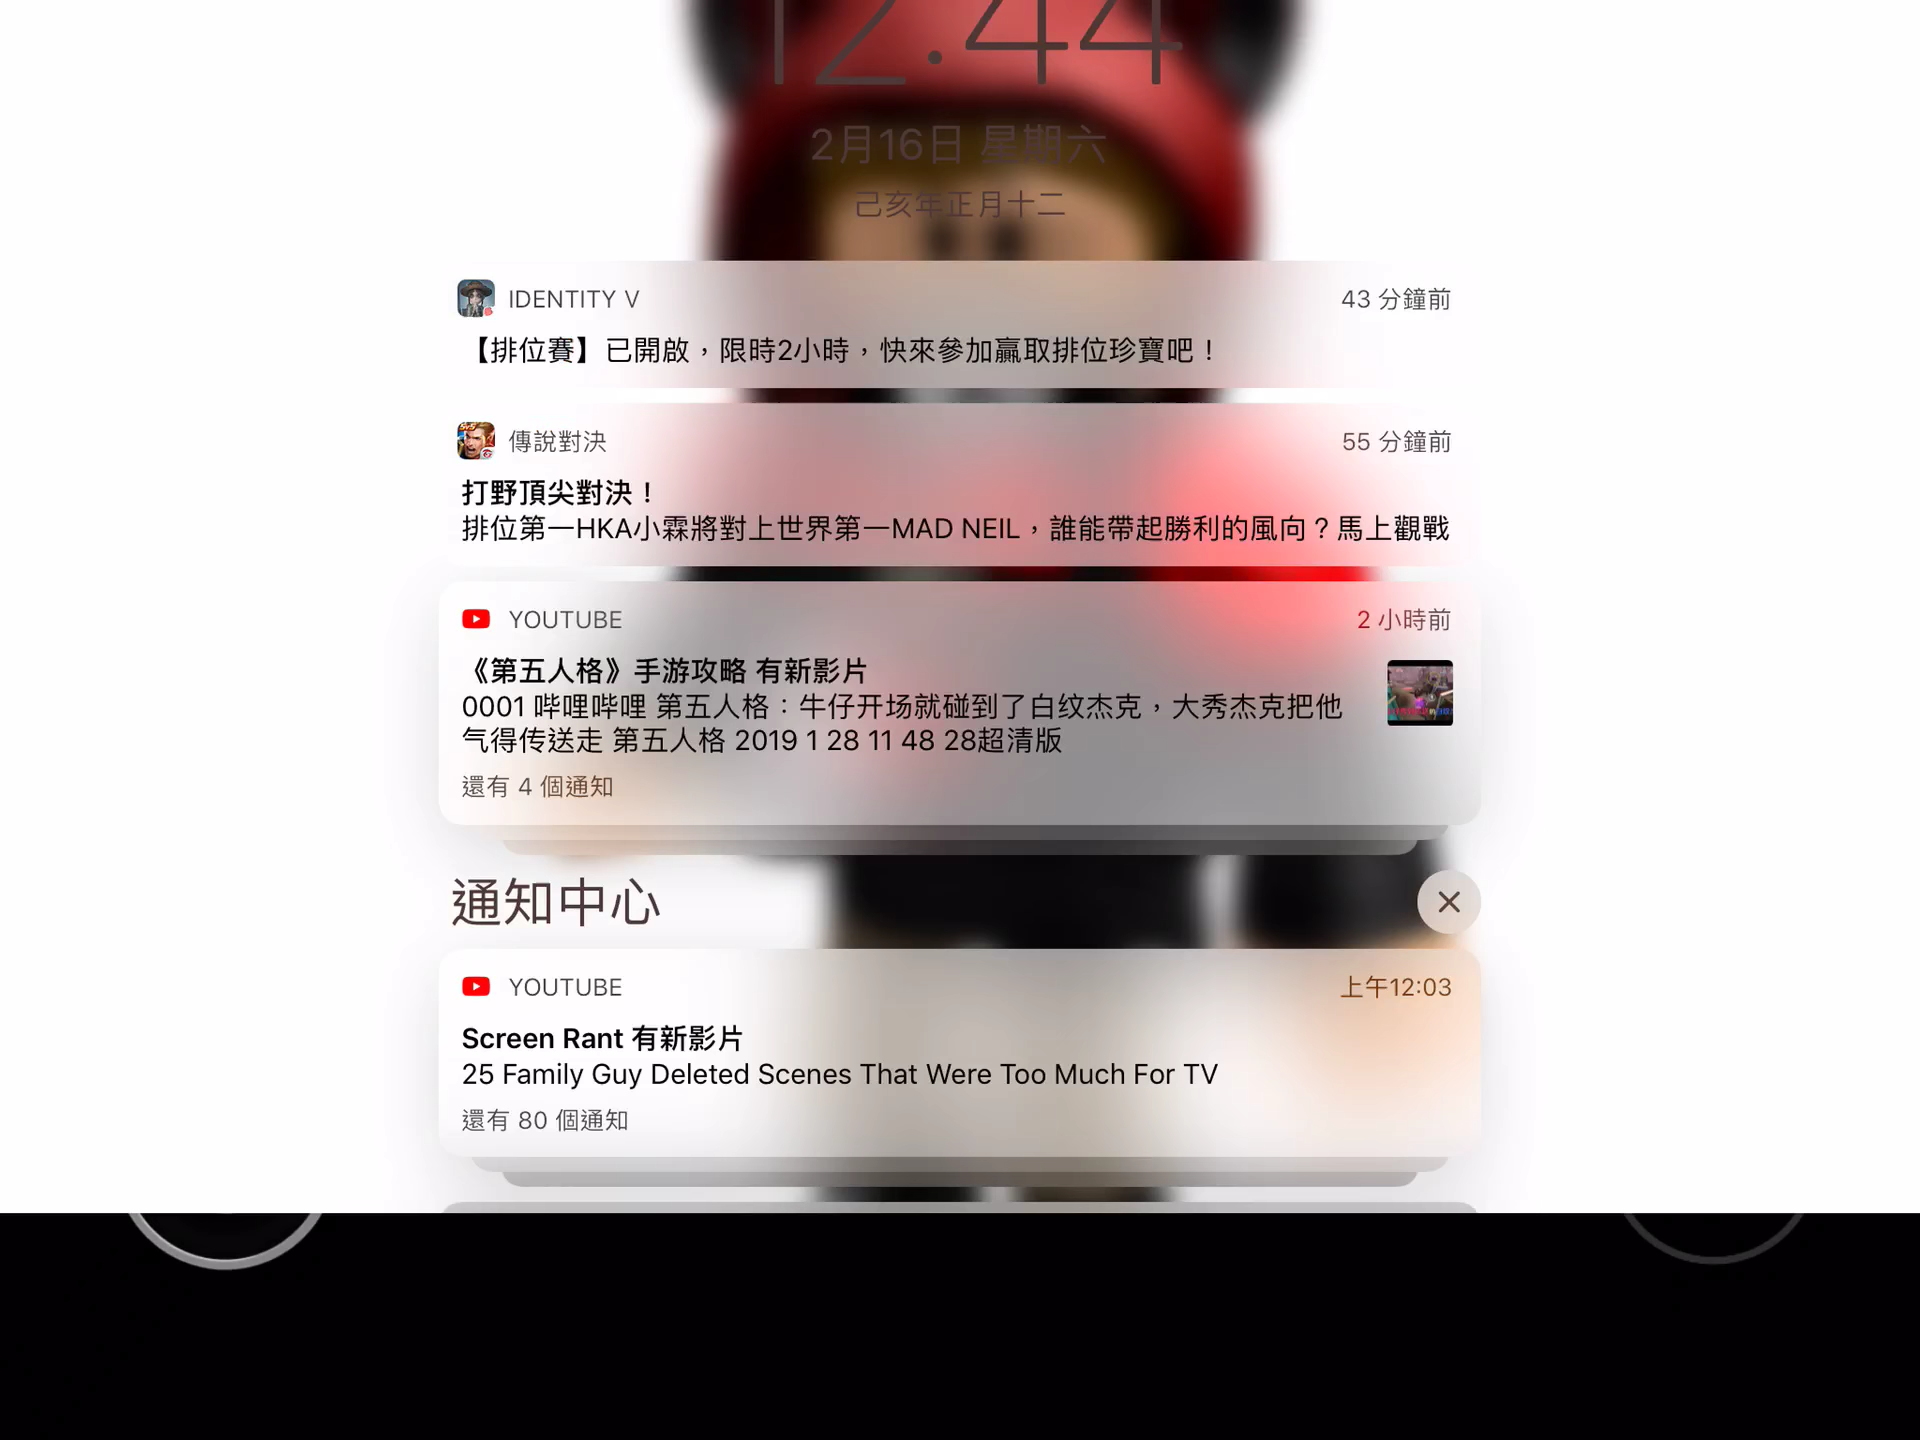 12:44
2月16日 星期六
己亥年正月十二
IDENTITY V
43 分鐘前
【排位賽】已開啟，限時2小時，快來參加贏取排位珍寶吧！
傳說對決
55 分鐘前
打野頂尖對決！
排位第一HKA小霖將對上世界第一MAD NEIL，誰能帶起勝利的風向？馬上觀戰
YOUTUBE
2 小時前
《第五人格》手游攻略 有新影片
0001 哔哩哔哩 第五人格：牛仔开场就碰到了白纹杰克，大秀杰克把他
气得传送走 第五人格 2019 1 28 11 48 28超清版
還有 4 個通知
通知中心
YOUTUBE
上午12:03
Screen Rant 有新影片
25 Family Guy Deleted Scenes That Were Too Much For TV
還有 80 個通知